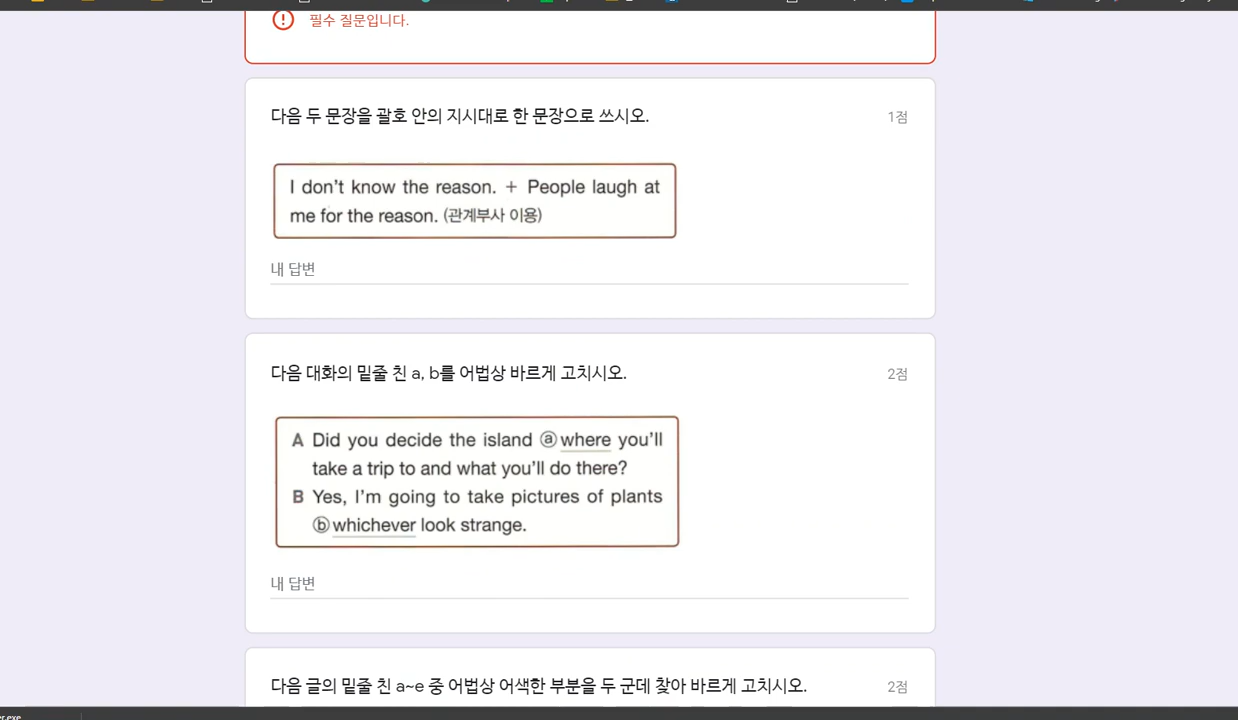 필수 질문입니다.
다음 두 문장을 괄호 안의 지시대로 한 문장으로 쓰시오.
1점
I don't know the reason. + People laugh at
me for the reason. (관계부사 이용)
내 답변
다음 대화의 밑줄 친 a, b를 어법상 바르게 고치시오.
2점
A Did you decide the island ⓐwhere you'll
take a trip to and what you'll do there?
B Yes, I'm going to take pictures of plants
ⓑwhichever look strange.
내 답변
다음 글의 밑줄 친 a~e 중 어법상 어색한 부분을 두 군데 찾아 바르게 고치시오.
2점